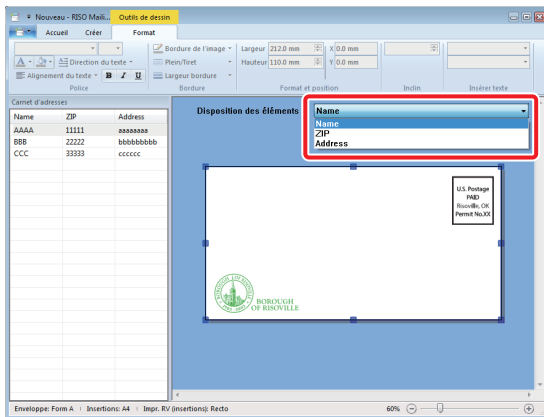 Nouveau - RISO Maili... Outils de dessin
Accueil Créer Format
Bordure de l'image Largeur 212.0 mm X 0.0 mm
A Direction du texte Plein/Tiret Hauteur 110.0 mm Y 0.0 mm
Alignement du texte B I U Largeur bordure
Police Bordure Format et position Inclin Insérer texte
Carnet d'adresses
Name ZIP Address
AAAA 11111 aaaaaaaa
BBB 22222 bbbbbbbbb
CCC 33333 cccccc
Disposition des éléments Name
Name
ZIP
Address
U.S. Postage
PAID
Risoville, OK
Permit No.XX
BOROUGH OF RISOVILLE
BOROUGH
OF RISOVILLE
Enveloppe: Form A Insertions: A4 Impr. RV (insertions): Recto 60%